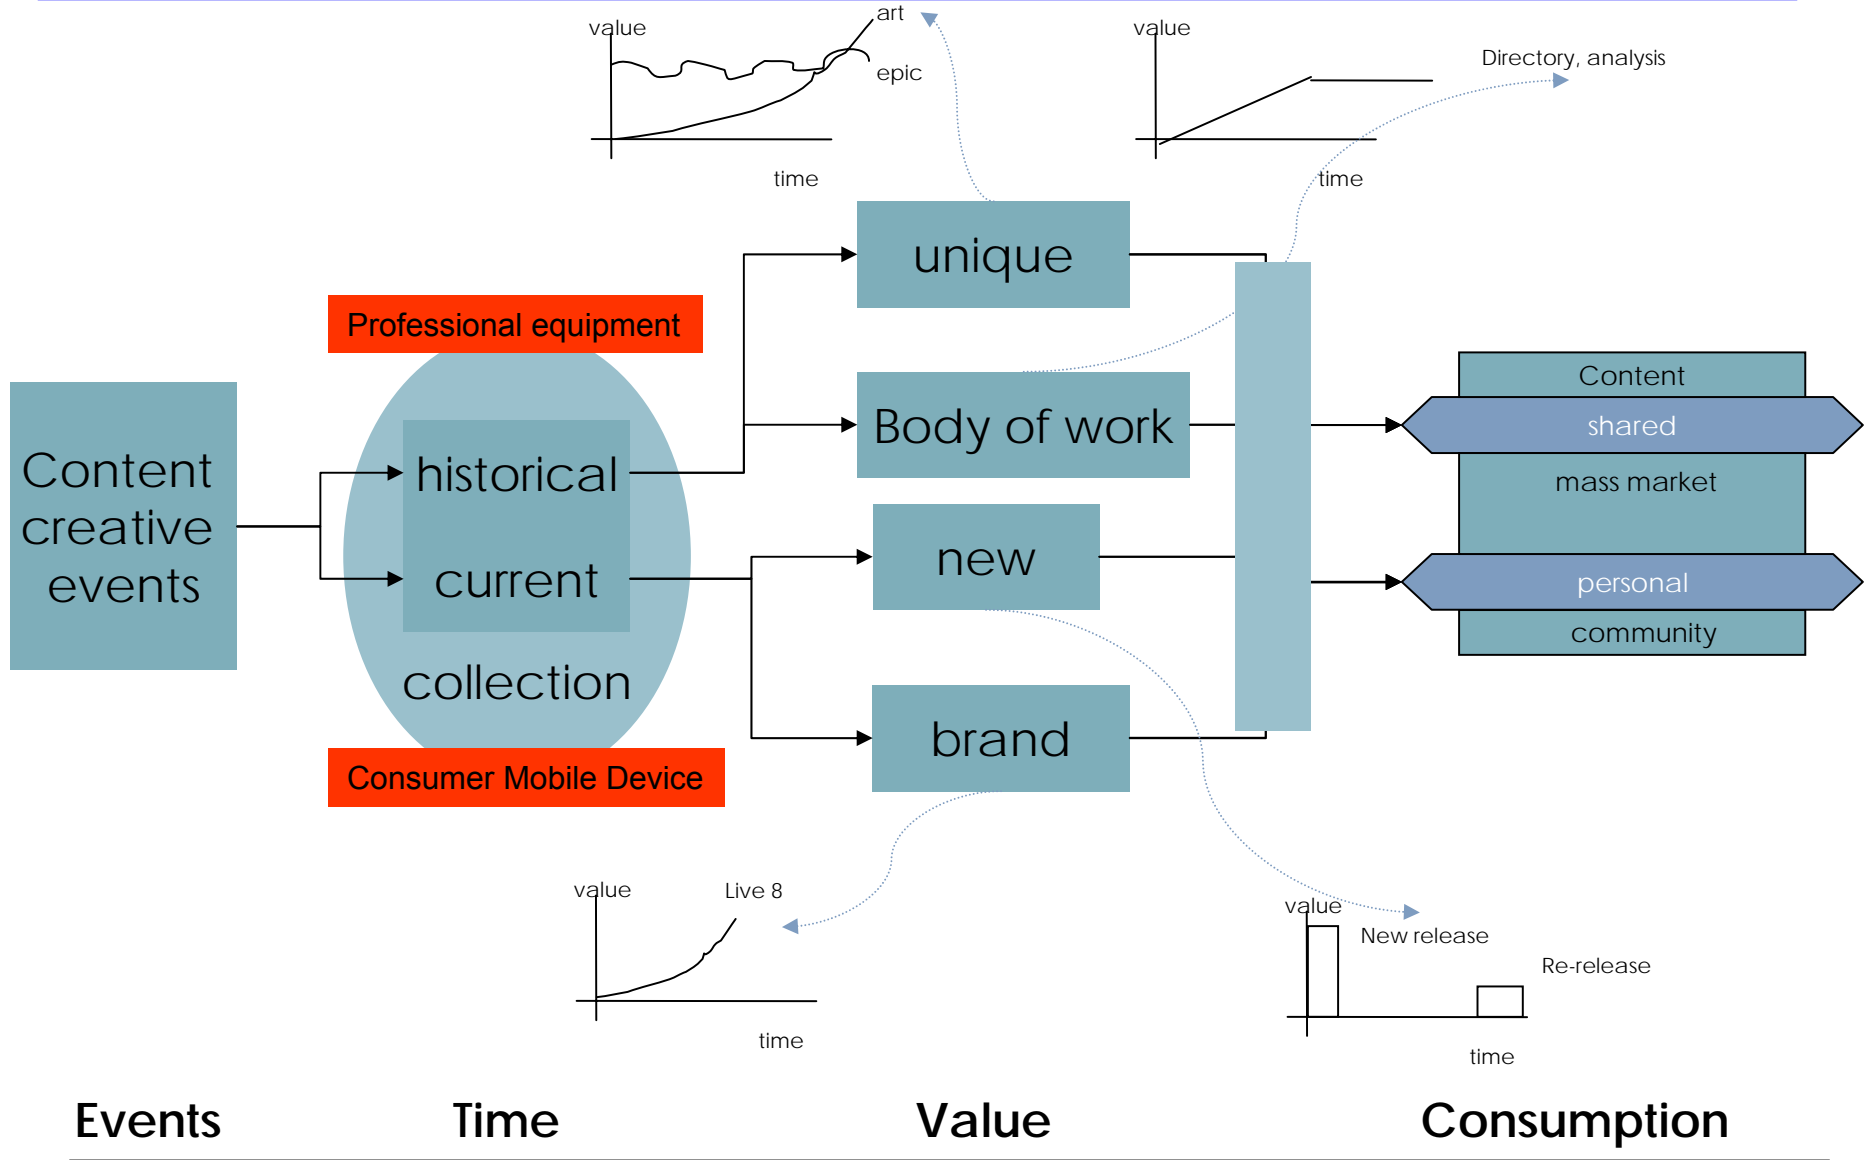 value
art
epic
time
value
Directory, analysis
time
unique
Professional equipment
Body of work
Content
creative
events
historical
current
collection
new
brand
Consumer Mobile Device
Content
shared
mass market
personal
community
value
Live 8
time
value
New release
Re-release
time
Events
Time
Value
Consumption